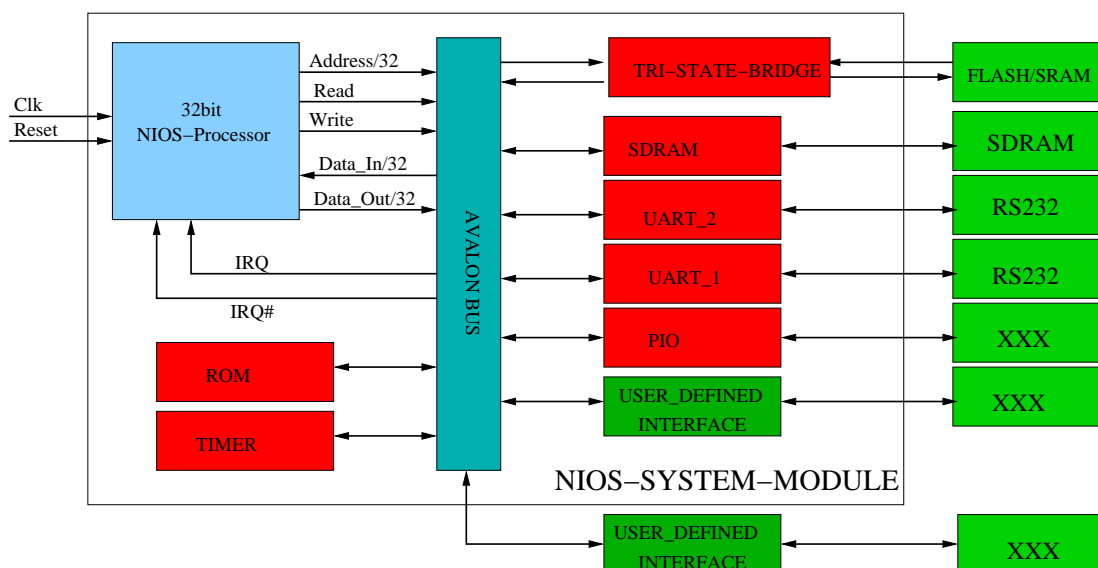 Clk
Reset
32bit
NIOS−Processor
Address/32
Read
Write
Data_In/32
Data_Out/32
IRQ
IRQ#
ROM
TIMER
AVALON BUS
TRI−STATE−BRIDGE
FLASH/SRAM
SDRAM
SDRAM
UART_2
RS232
UART_1
RS232
PIO
XXX
USER_DEFINED
INTERFACE
XXX
NIOS−SYSTEM−MODULE
USER_DEFINED
INTERFACE
XXX